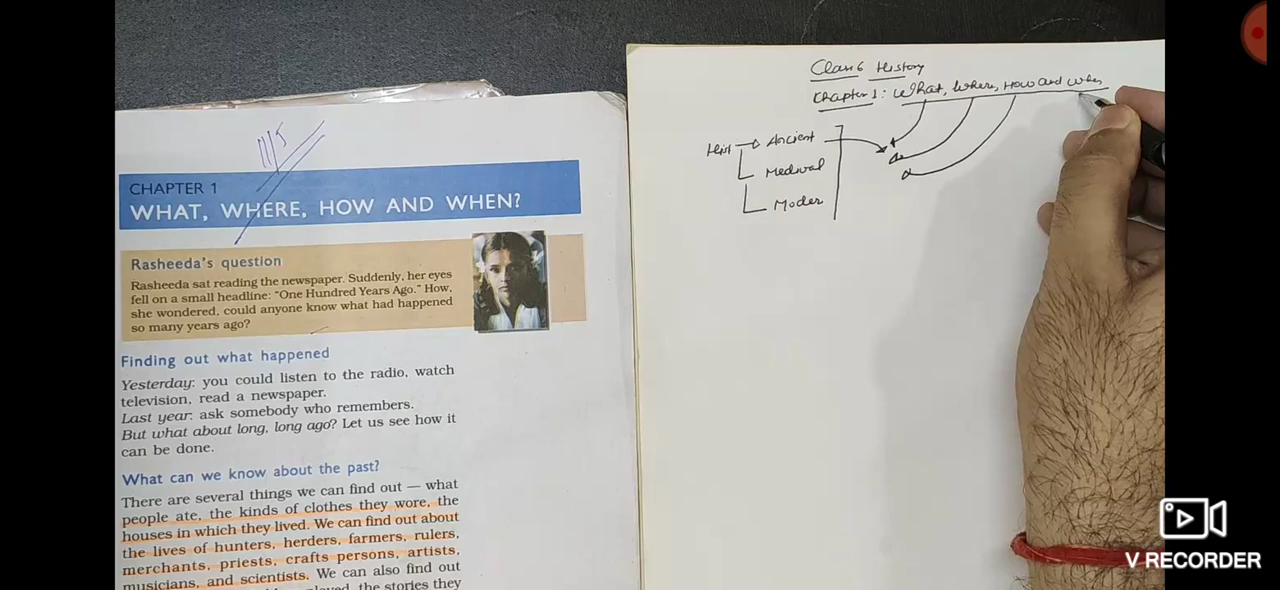 CHAPTER 1
WHAT, WHERE, HOW AND WHEN?
Rasheeda's question
Rasheeda sat reading the newspaper. Suddenly, her eyes
fell on a small headline: “One Hundred Years Ago.” How,
she wondered, could anyone know what had happened
so many years ago?
Finding out what happened
Yesterday: you could listen to the radio, watch
television, read a newspaper.
Last year: ask somebody who remembers.
But what about long, long ago? Let us see how it
can be done.
What can we know about the past?
There are several things we can find out — what
people ate, the kinds of clothes they wore, the
houses in which they lived. We can find out about
the lives of hunters, herders, farmers, rulers,
merchants, priests, crafts persons, artists,
musicians, and scientists. We can also find out
the stories they
Class 6 History
Chapter 1: What, Where, How and When
Hist Ancient
Medival
Moder
V RECORDER